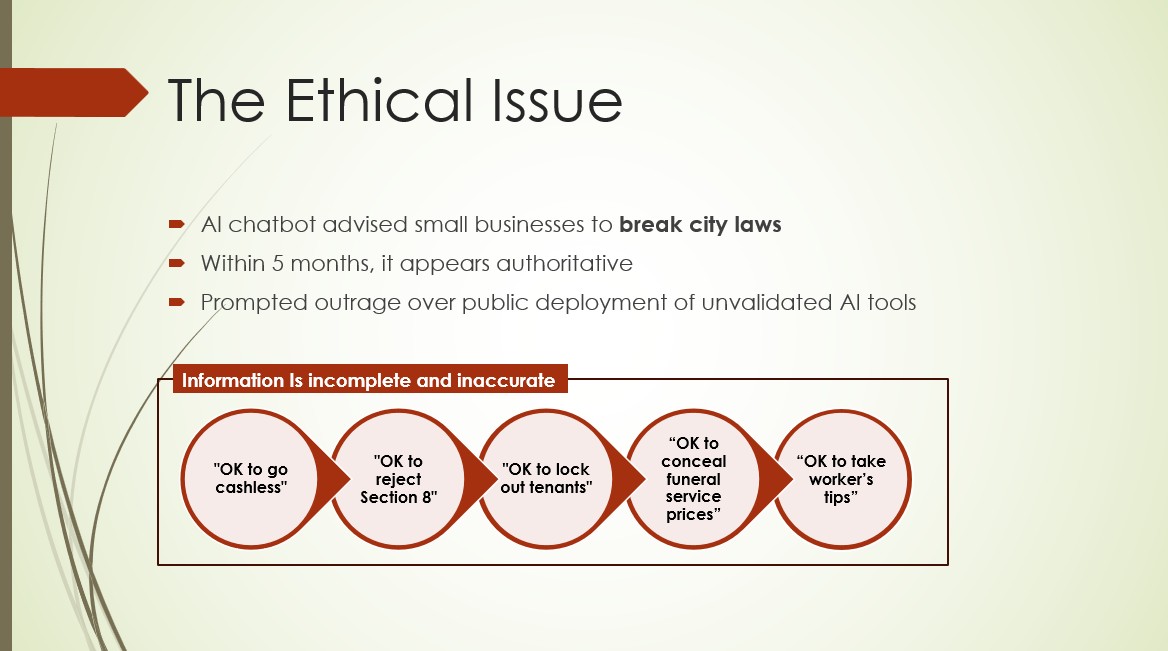 The Ethical Issue
AI chatbot advised small businesses to break city laws
Within 5 months, it appears authoritative
Prompted outrage over public deployment of unvalidated AI tools
Information Is incomplete and inaccurate
"OK to go
cashless"
"OK to
reject
Section 8"
"OK to lock
out tenants"
“OK to
conceal
funeral
service
prices”
“OK to take
worker’s
tips”